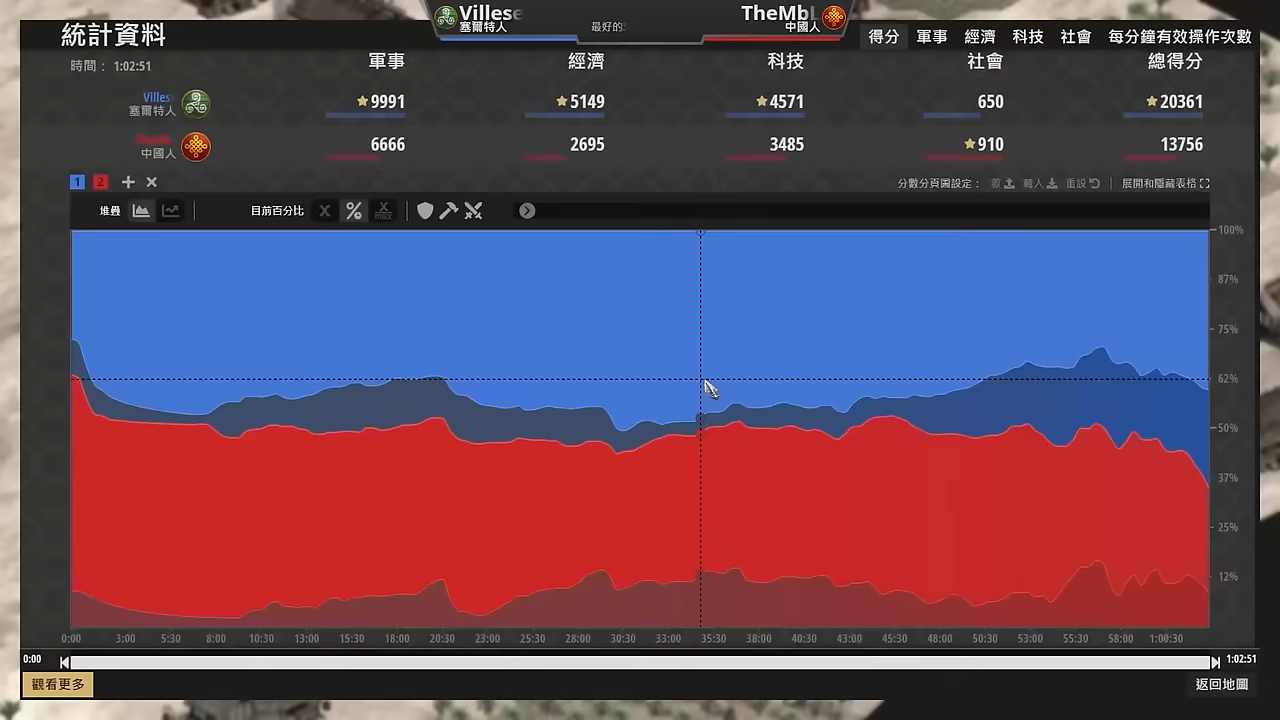 Villese
塞爾特人
最好的
TheMbL
中國人
統計資料
得分 軍事 經濟 科技 社會 每分鐘有效操作次數
時間： 1:02:51
軍事 經濟 科技 社會 總得分
Villes
塞爾特人
9991 5149 4571 650 20361
中國人
6666 2695 3485 910 13756
1 2
分數分頁圖設定： 載入 重設 展開和隱藏表格
堆疊 目前百分比 X % X max
100%
87%
75%
62%
50%
37%
25%
12%
0:00 3:00 5:30 8:00 10:30 13:00 15:30 18:00 20:30 23:00 25:30 28:00 30:30 33:00 35:30 38:00 40:30 43:00 45:30 48:00 50:30 53:00 55:30 58:00 1:00:30
0:00 1:02:51
觀看更多 返回地圖